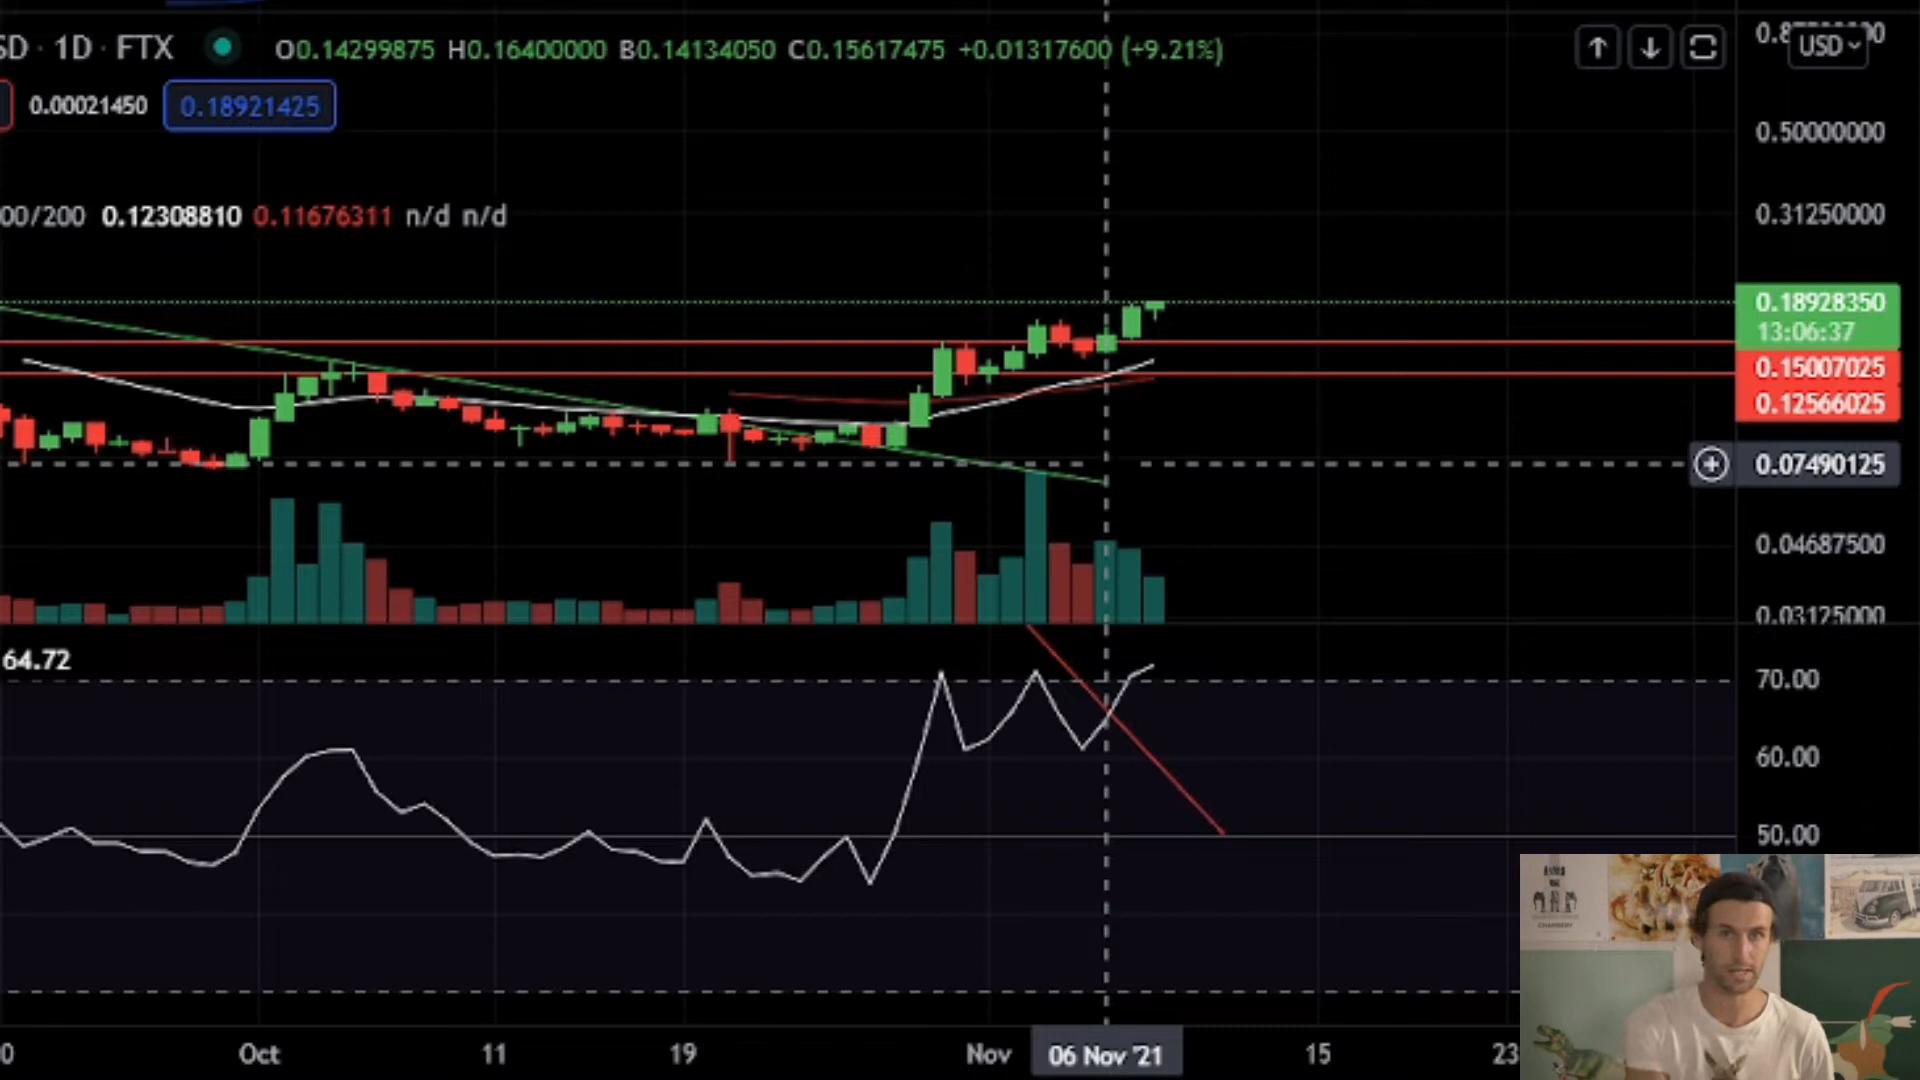 SD · 1D · FTX O0.14299875 H0.16400000 B0.14134050 C0.15617475 +0.01317600 (+9.21%)
USD
0.00021450 0.18921425
0.50000000
00/200 0.12308810 0.11676311 n/d n/d
0.31250000
0.18928350
13:06:37
0.15007025
0.12566025
0.07490125
0.04687500
0.03125000
64.72
70.00
60.00
50.00
CHAMBERY
0 Oct 11 19 Nov 06 Nov '21 15 23